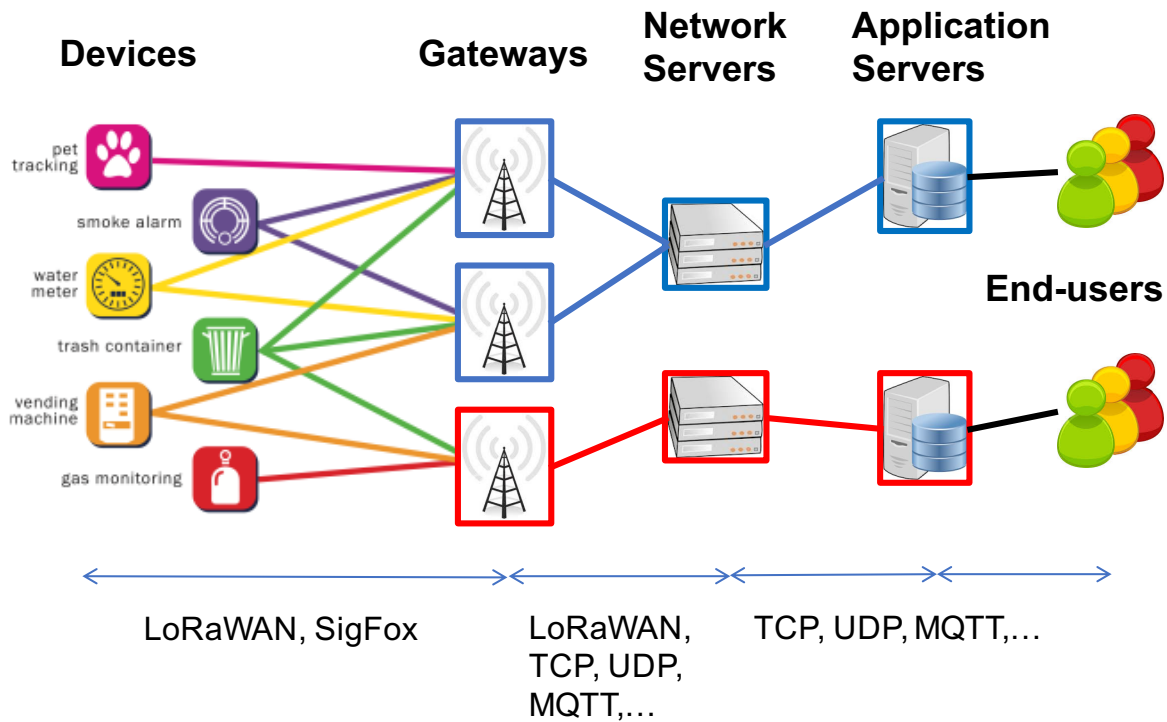 Devices
Gateways
Network
Servers
Application
Servers
pet
tracking
smoke alarm
water
meter
trash container
vending
machine
gas monitoring
End-users
LoRaWAN, SigFox
LoRaWAN,
TCP, UDP,
MQTT,...
TCP, UDP, MQTT,...